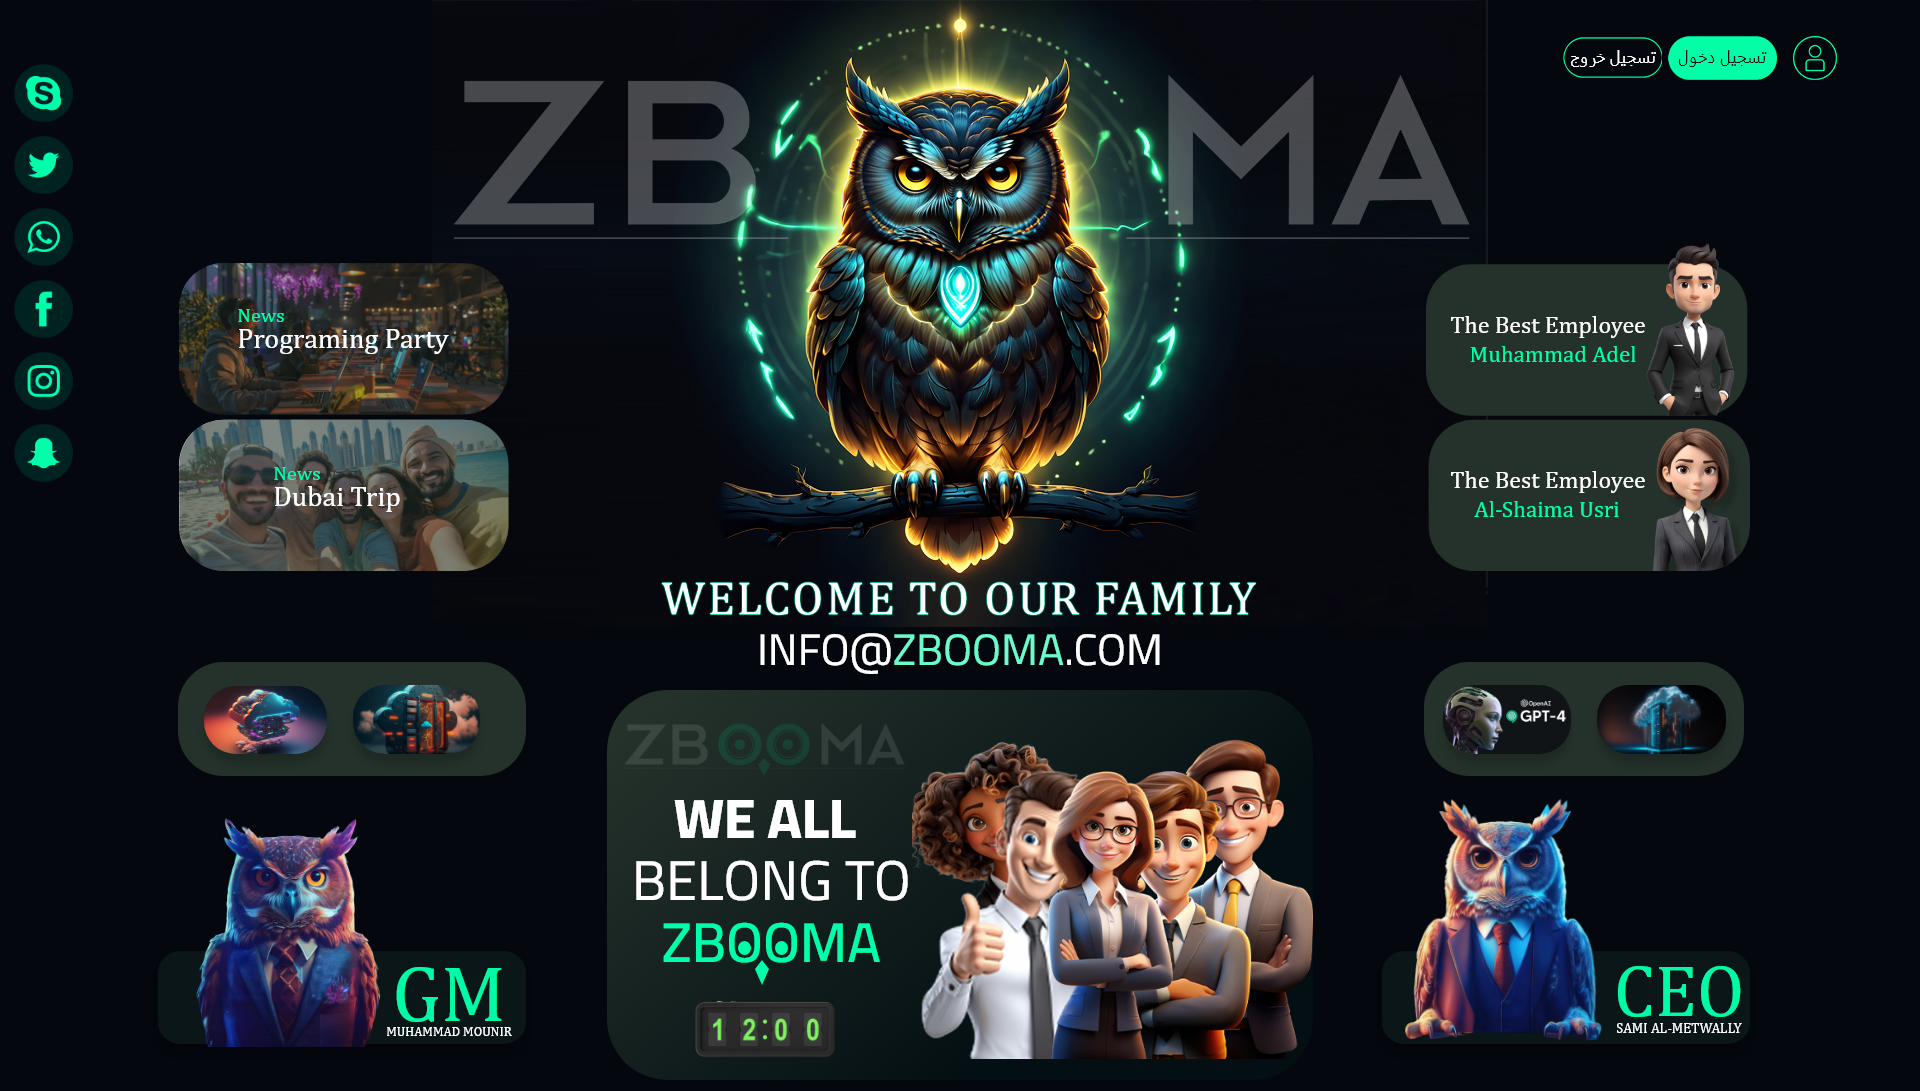 ZB MA
تسجيل خروج
تسجيل دخول
News
Programing Party
News
Dubai Trip
The Best Employee
Muhammad Adel
The Best Employee
Al-Shaima Usri
WELCOME TO OUR FAMILY
INFO@ZBOOMA.COM
OpenAI
GPT-4
ZBOOMA
WE ALL
BELONG TO
ZBOOMA
12:00
GM
MUHAMMAD MOUNIR
CEO
SAMI AL-METWALLY